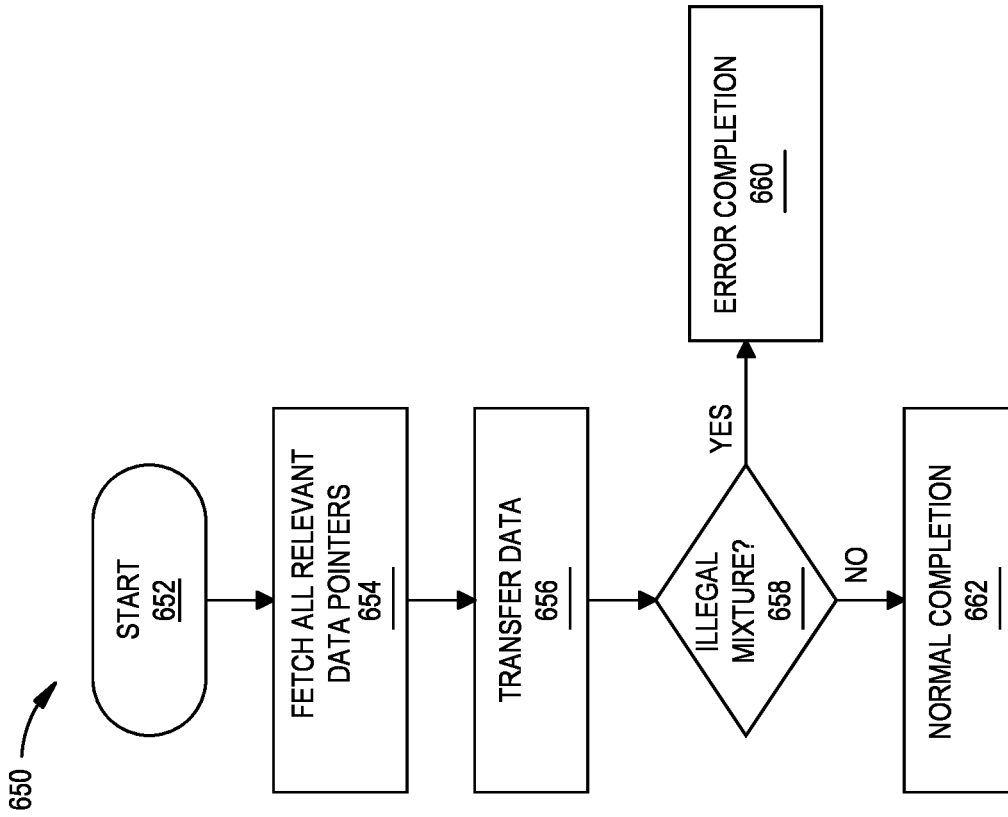 650
START
652
FETCH ALL RELEVANT
DATA POINTERS
654
TRANSFER DATA
656
ILLEGAL
MIXTURE?
658
YES
ERROR COMPLETION
660
NO
NORMAL COMPLETION
662